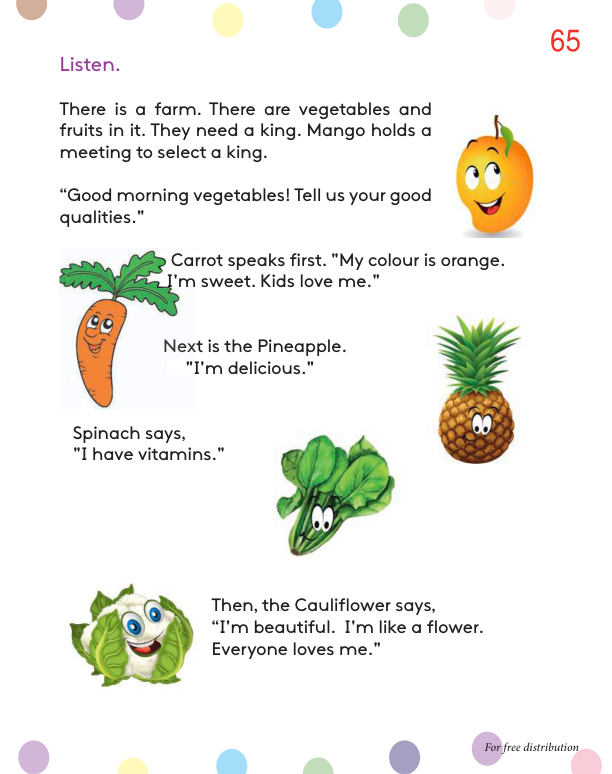 65
Listen.
There is a farm. There are vegetables and
fruits in it. They need a king. Mango holds a
meeting to select a king.
“Good morning vegetables! Tell us your good
qualities."
Carrot speaks first. "My colour is orange.
I'm sweet. Kids love me."
Next is the Pineapple.
"I'm delicious."
Spinach says,
"I have vitamins."
Then, the Cauliflower says,
“I'm beautiful. I'm like a flower.
Everyone loves me."
For free distribution